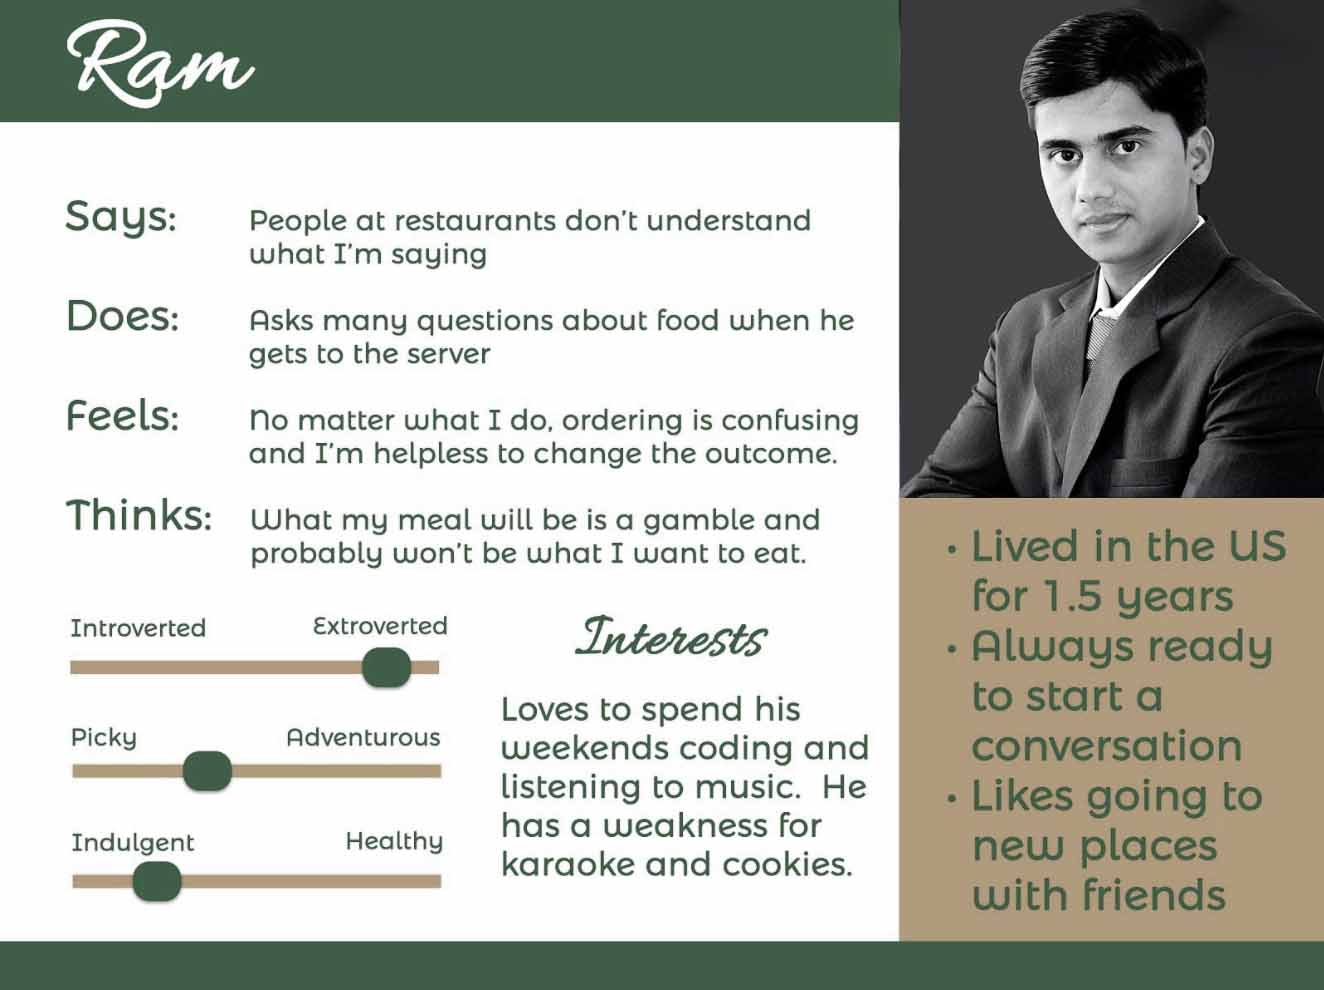 Ram
Says:
People at restaurants don't understand
what I'm saying
Does:
Asks many questions about food when he
gets to the server
Feels:
No matter what I do, ordering is confusing
and I'm helpless to change the outcome.
Thinks:
What my meal will be is a gamble and
probably won't be what I want to eat.
Introverted Extroverted
Picky Adventurous
Indulgent Healthy
Interests
Loves to spend his
weekends coding and
listening to music.  He
has a weakness for
karaoke and cookies.
• Lived in the US
for 1.5 years
• Always ready
to start a
conversation
• Likes going to
new places
with friends